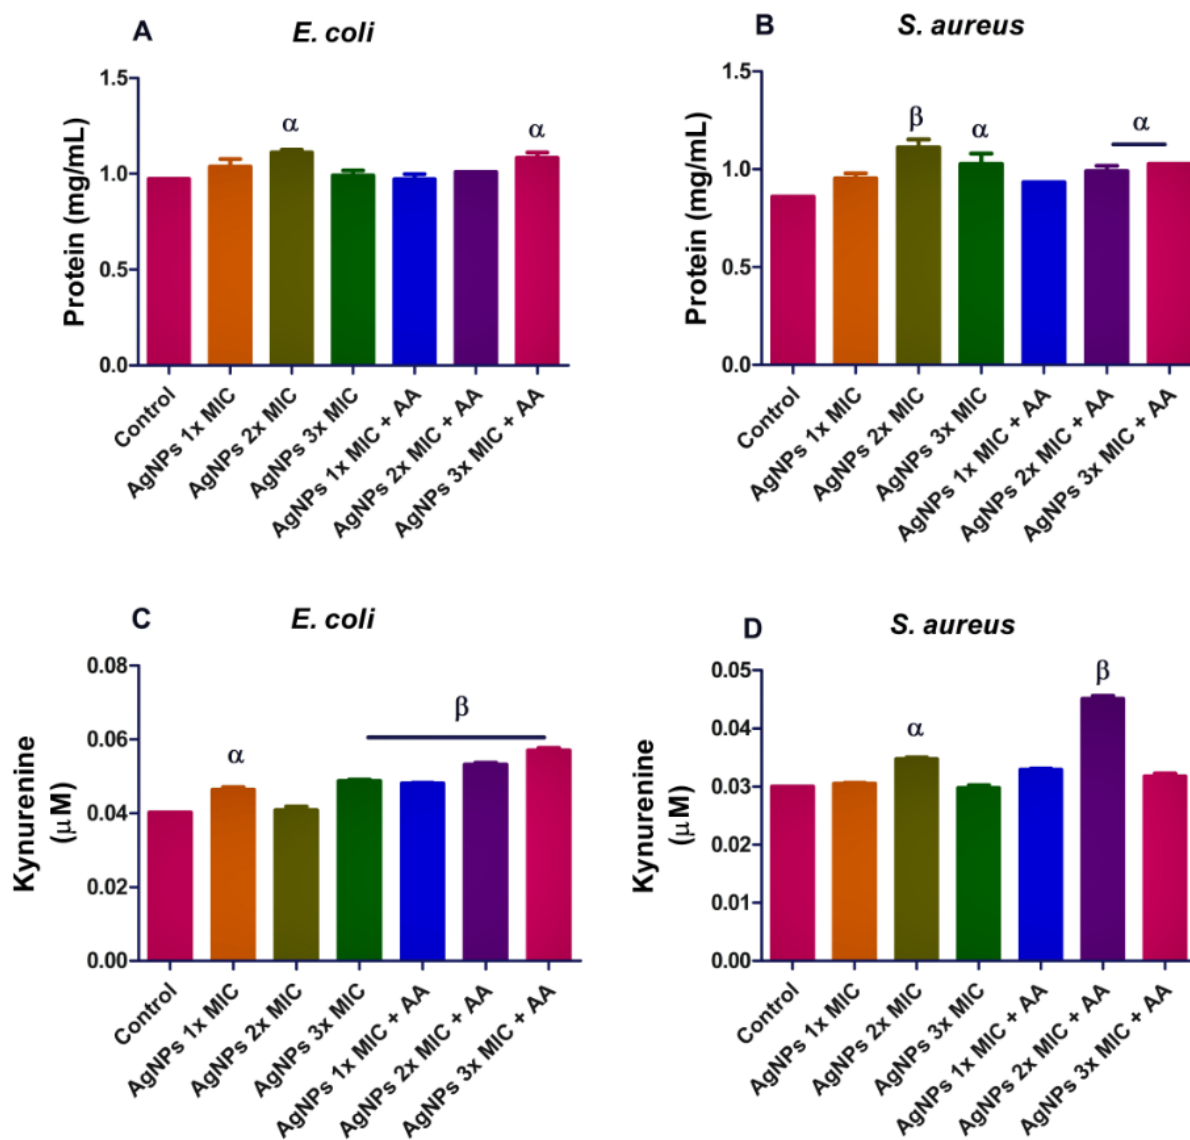 A
E. coli
Protein (mg/mL)
1.5
1.0
0.5
0.0
α
α
Control
AgNPs 1x MIC
AgNPs 2x MIC
AgNPs 3x MIC
AgNPs 1x MIC + AA
AgNPs 2x MIC + AA
AgNPs 3x MIC + AA
B
S. aureus
Protein (mg/mL)
1.5
1.0
0.5
0.0
β
α
α
Control
AgNPs 1x MIC
AgNPs 2x MIC
AgNPs 3x MIC
AgNPs 1x MIC + AA
AgNPs 2x MIC + AA
AgNPs 3x MIC + AA
C
E. coli
Kynurenine
(μM)
0.08
0.06
0.04
0.02
0.00
α
β
Control
AgNPs 1x MIC
AgNPs 2x MIC
AgNPs 3x MIC
AgNPs 1x MIC + AA
AgNPs 2x MIC + AA
AgNPs 3x MIC + AA
D
S. aureus
Kynurenine
(μM)
0.05
0.04
0.03
0.02
0.01
0.00
α
β
Control
AgNPs 1x MIC
AgNPs 2x MIC
AgNPs 3x MIC
AgNPs 1x MIC + AA
AgNPs 2x MIC + AA
AgNPs 3x MIC + AA